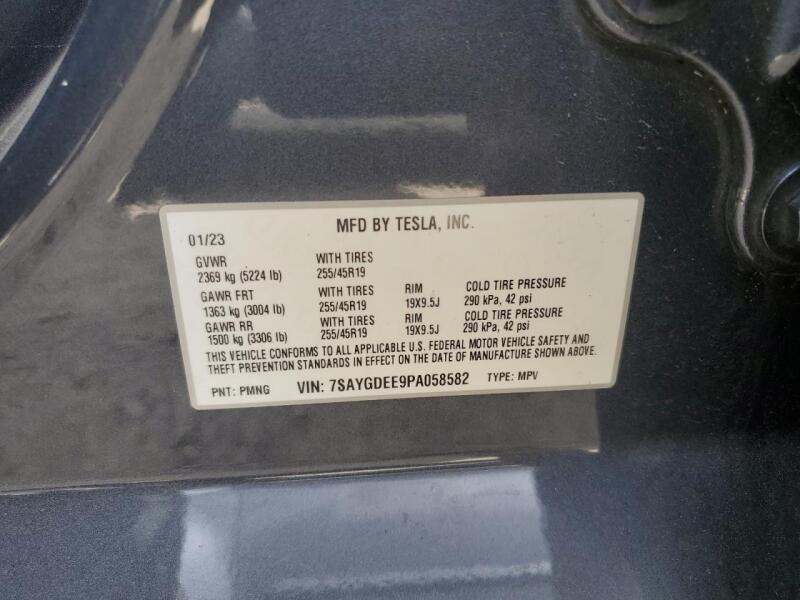 MFD BY TESLA, INC.
01/23
GVWR WITH TIRES
2369 kg (5224 lb) 255/45R19
GAWR FRT WITH TIRES RIM COLD TIRE PRESSURE
1363 kg (3004 lb) 255/45R19 19X9.5J 290 kPa, 42 psi
GAWR RR WITH TIRES RIM COLD TIRE PRESSURE
1500 kg (3306 lb) 255/45R19 19X9.5J 290 kPa, 42 psi
THIS VEHICLE CONFORMS TO ALL APPLICABLE U.S. FEDERAL MOTOR VEHICLE SAFETY AND
THEFT PREVENTION STANDARDS IN EFFECT ON THE DATE OF MANUFACTURE SHOWN ABOVE.
PNT: PMNG VIN: 7SAYGDEE9PA058582 TYPE: MPV